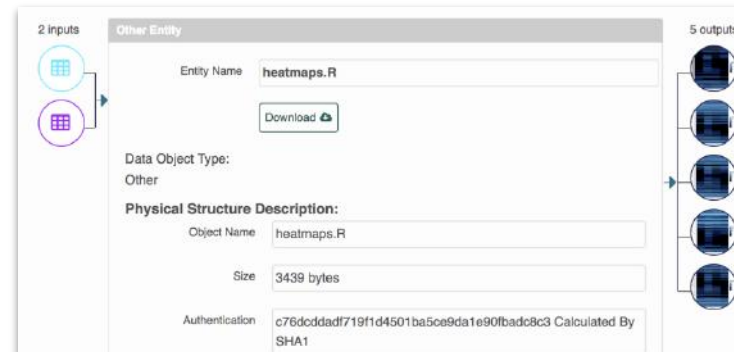 2 inputs
Other Entity
5 outputs
Entity Name
heatmaps.R
Download
Data Object Type:
Other
Physical Structure Description:
Object Name
heatmaps.R
Size
3439 bytes
Authentication
c76dcddadf719f1d4501ba5ce9da1e90fbadc8c3 Calculated By
SHA1